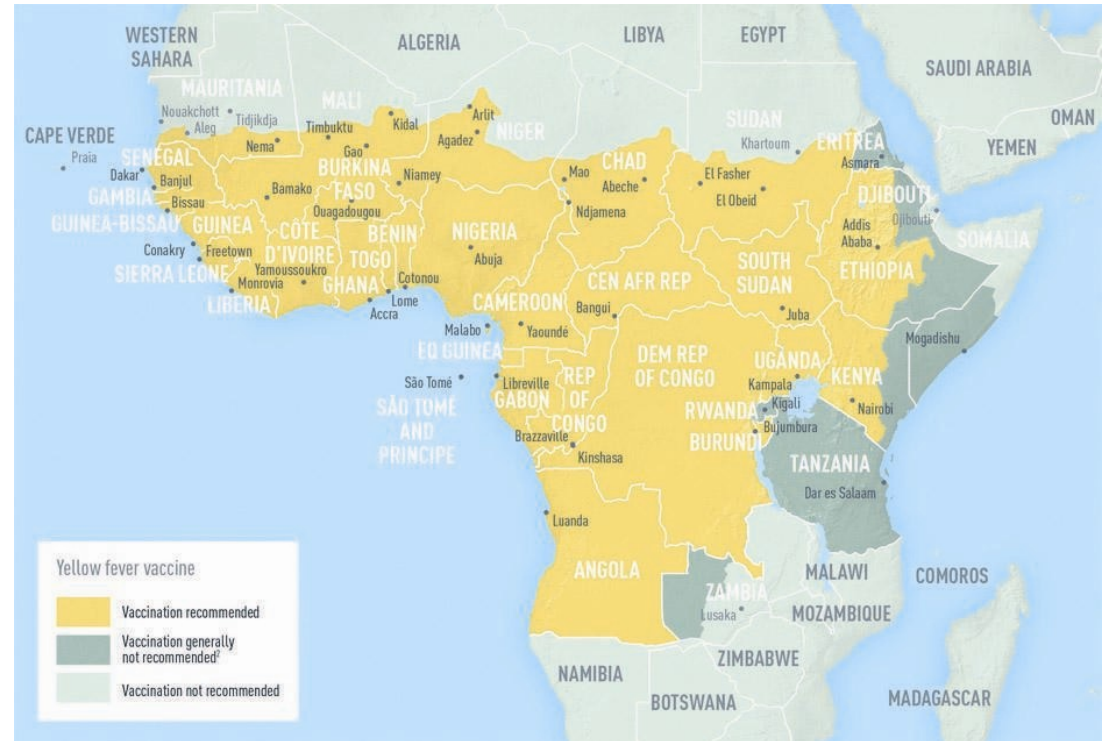 WESTERN
SAHARA
ALGERIA
LIBYA
EGYPT
SAUDI ARABIA
OMAN
YEMEN
MAURITANIA
Nouakchott
Aleg
Tidjikdja
MALI
Timbuktu
Kidal
Arlit
Agadez
NIGER
SUDAN
Khartoum
ERITREA
Asmara
CAPE VERDE
Praia
Nema
Gao
SENEGAL
Dakar
Banjul
GAMBIA
Bissau
GUINEA-BISSAU
Bamako
BURKINA
FASO
Ouagadougou
Niamey
Mao
CHAD
Abeche
Ndjamena
El Fasher
El Obeid
DJIBOUTI
Djibouti
Addis
Ababa
ETHIOPIA
SOMALIA
GUINEA
Conakry
Freetown
SIERRA LEONE
CÔTE
D'IVOIRE
Yamoussoukro
Monrovia
LIBERIA
BENIN
TOGO
GHANA
Cotonou
Lome
Accra
NIGERIA
Abuja
CAMEROON
Yaoundé
CEN AFR REP
Bangui
SOUTH
SUDAN
Juba
Mogadishu
Malabo
EQ GUINEA
São Tomé
SÃO TOMÉ
AND
PRINCIPE
Libreville
GABON
REP
OF
CONGO
Brazzaville
Kinshasa
DEM REP
OF CONGO
UGANDA
Kampala
KENYA
Nairobi
RWANDA
Kigali
BURUNDI
Bujumbura
TANZANIA
Dar es Salaam
Luanda
ANGOLA
ZAMBIA
Lusaka
MALAWI
COMOROS
MOZAMBIQUE
ZIMBABWE
NAMIBIA
BOTSWANA
MADAGASCAR
Yellow fever vaccine
Vaccination recommended
Vaccination generally
not recommended²
Vaccination not recommended